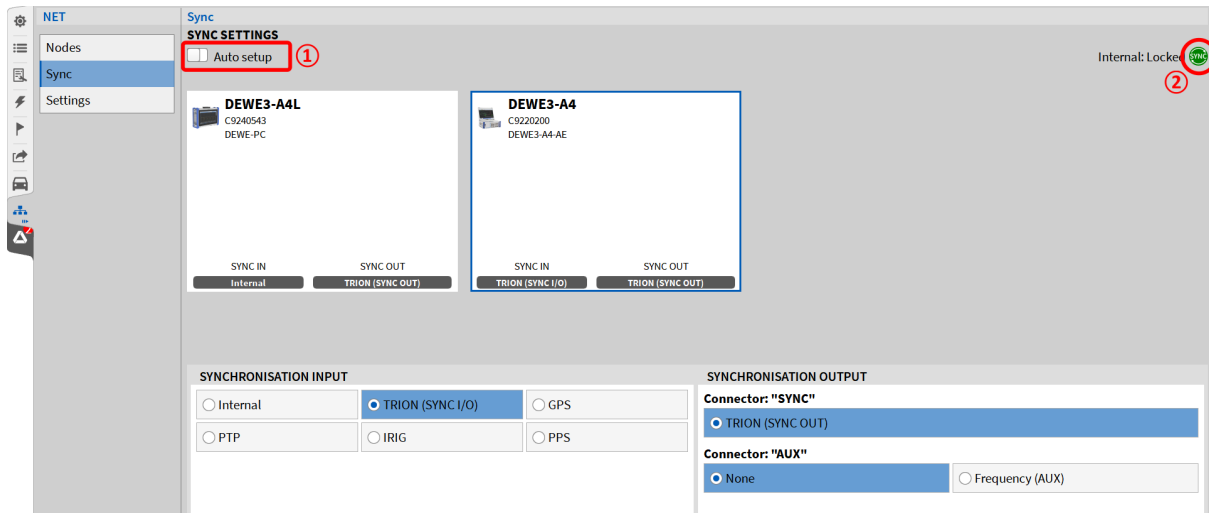 NET
Sync
Nodes
Sync
Settings
SYNC SETTINGS
Auto setup
①
Internal: Locked
SYNC
②
DEWE3-A4L
C9240543
DEWE-PC
SYNC IN
SYNC OUT
Internal
TRION (SYNC OUT)
DEWE3-A4
C9220200
DEWE3-A4-AE
SYNC IN
SYNC OUT
TRION (SYNC I/O)
TRION (SYNC OUT)
2
SYNCHRONISATION INPUT
Internal
TRION (SYNC I/O)
GPS
PTP
IRIG
PPS
SYNCHRONISATION OUTPUT
Connector: "SYNC"
TRION (SYNC OUT)
Connector: "AUX"
None
Frequency (AUX)